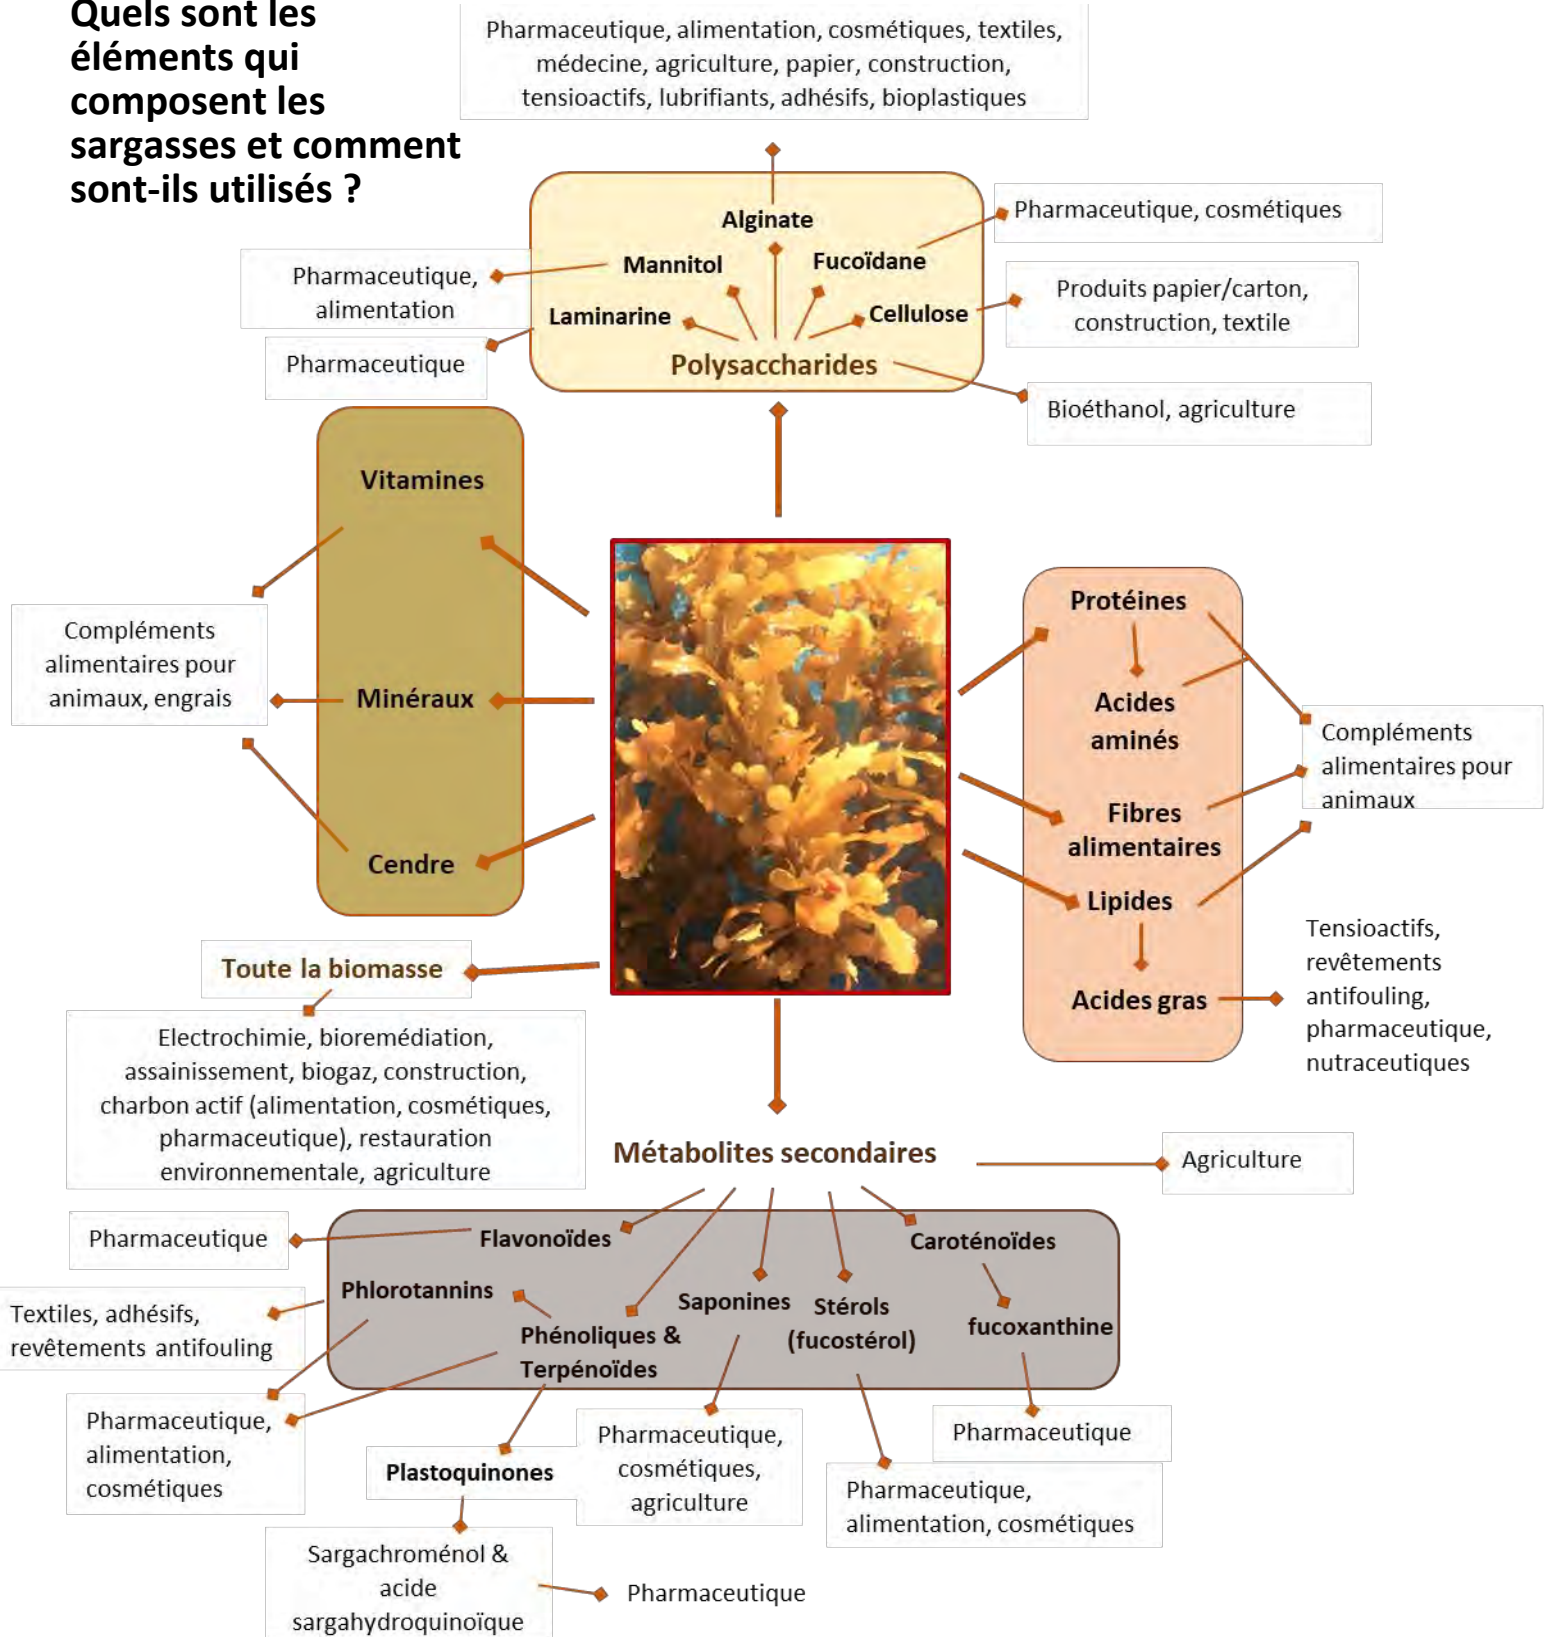 Quels sont les
éléments qui
composent les
sargasses et comment
sont-ils utilisés ?
Pharmaceutique, alimentation, cosmétiques, textiles,
médecine, agriculture, papier, construction,
tensioactifs, lubrifiants, adhésifs, bioplastiques
Alginate
Pharmaceutique, cosmétiques
Mannitol
Fucoïdane
Pharmaceutique,
alimentation
Laminarine
Cellulose
Produits papier/carton,
construction, textile
Pharmaceutique
Polysaccharides
Bioéthanol, agriculture
Vitamines
Compléments
alimentaires pour
animaux, engrais
Minéraux
Cendre
Protéines
Acides
aminés
Compléments
alimentaires pour
animaux
Fibres
alimentaires
Lipides
Acides gras
Tensioactifs,
revêtements
antifouling,
pharmaceutique,
nutraceutiques
Toute la biomasse
Electrochimie, bioremédiation,
assainissement, biogaz, construction,
charbon actif (alimentation, cosmétiques,
pharmaceutique), restauration
environnementale, agriculture
Métabolites secondaires
Agriculture
Pharmaceutique
Flavonoïdes
Caroténoïdes
Phlorotannins
Saponines
Stérols
(fucostérol)
fucoxanthine
Textiles, adhésifs,
revêtements antifouling
Phénoliques &
Terpénoïdes
Pharmaceutique,
alimentation,
cosmétiques
Plastoquinones
Pharmaceutique,
cosmétiques,
agriculture
Pharmaceutique
Pharmaceutique,
alimentation, cosmétiques
Sargachroménol &
acide
sargahydroquinoïque
Pharmaceutique